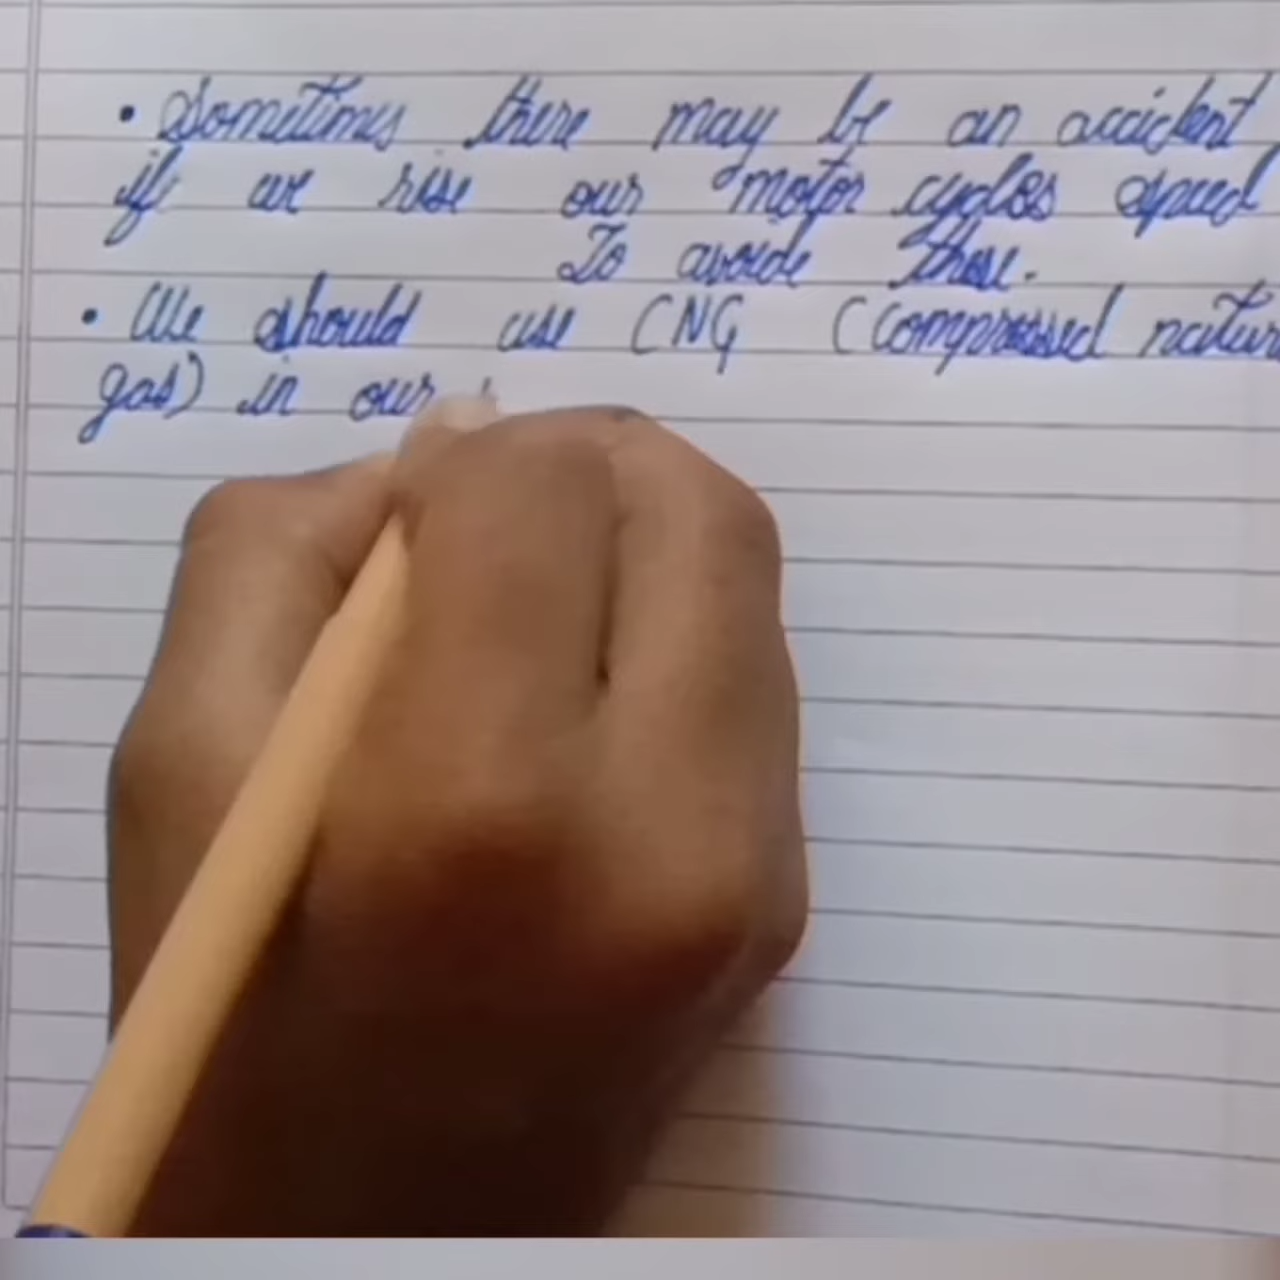 • Sometimes there may be an accident
if we rise our motor cycles speed
To avoide these.
• We should use CNG (Compressed natur
gas) in our